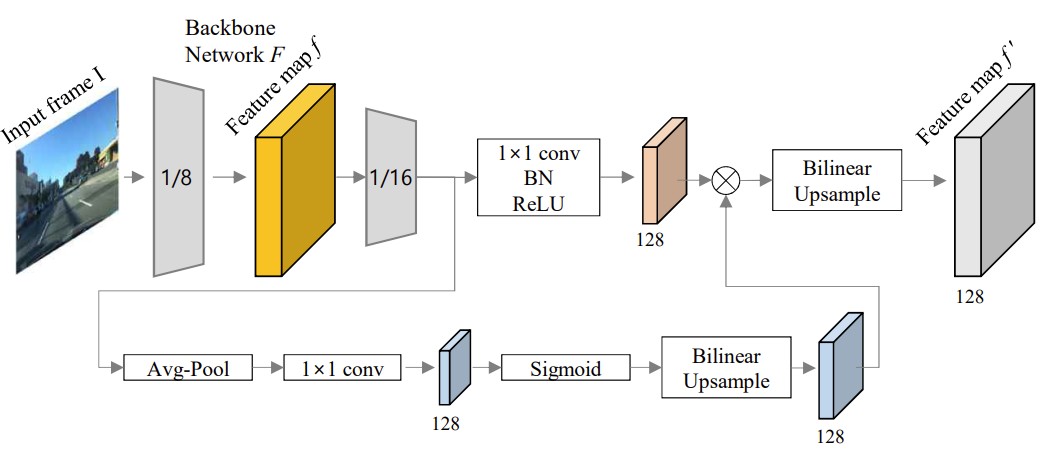 Backbone
Network F
Input frame I
Feature map f
Feature map f'
1/8
1/16
1×1 conv
BN
ReLU
128
Bilinear
Upsample
128
Avg-Pool
1×1 conv
128
Sigmoid
Bilinear
Upsample
128